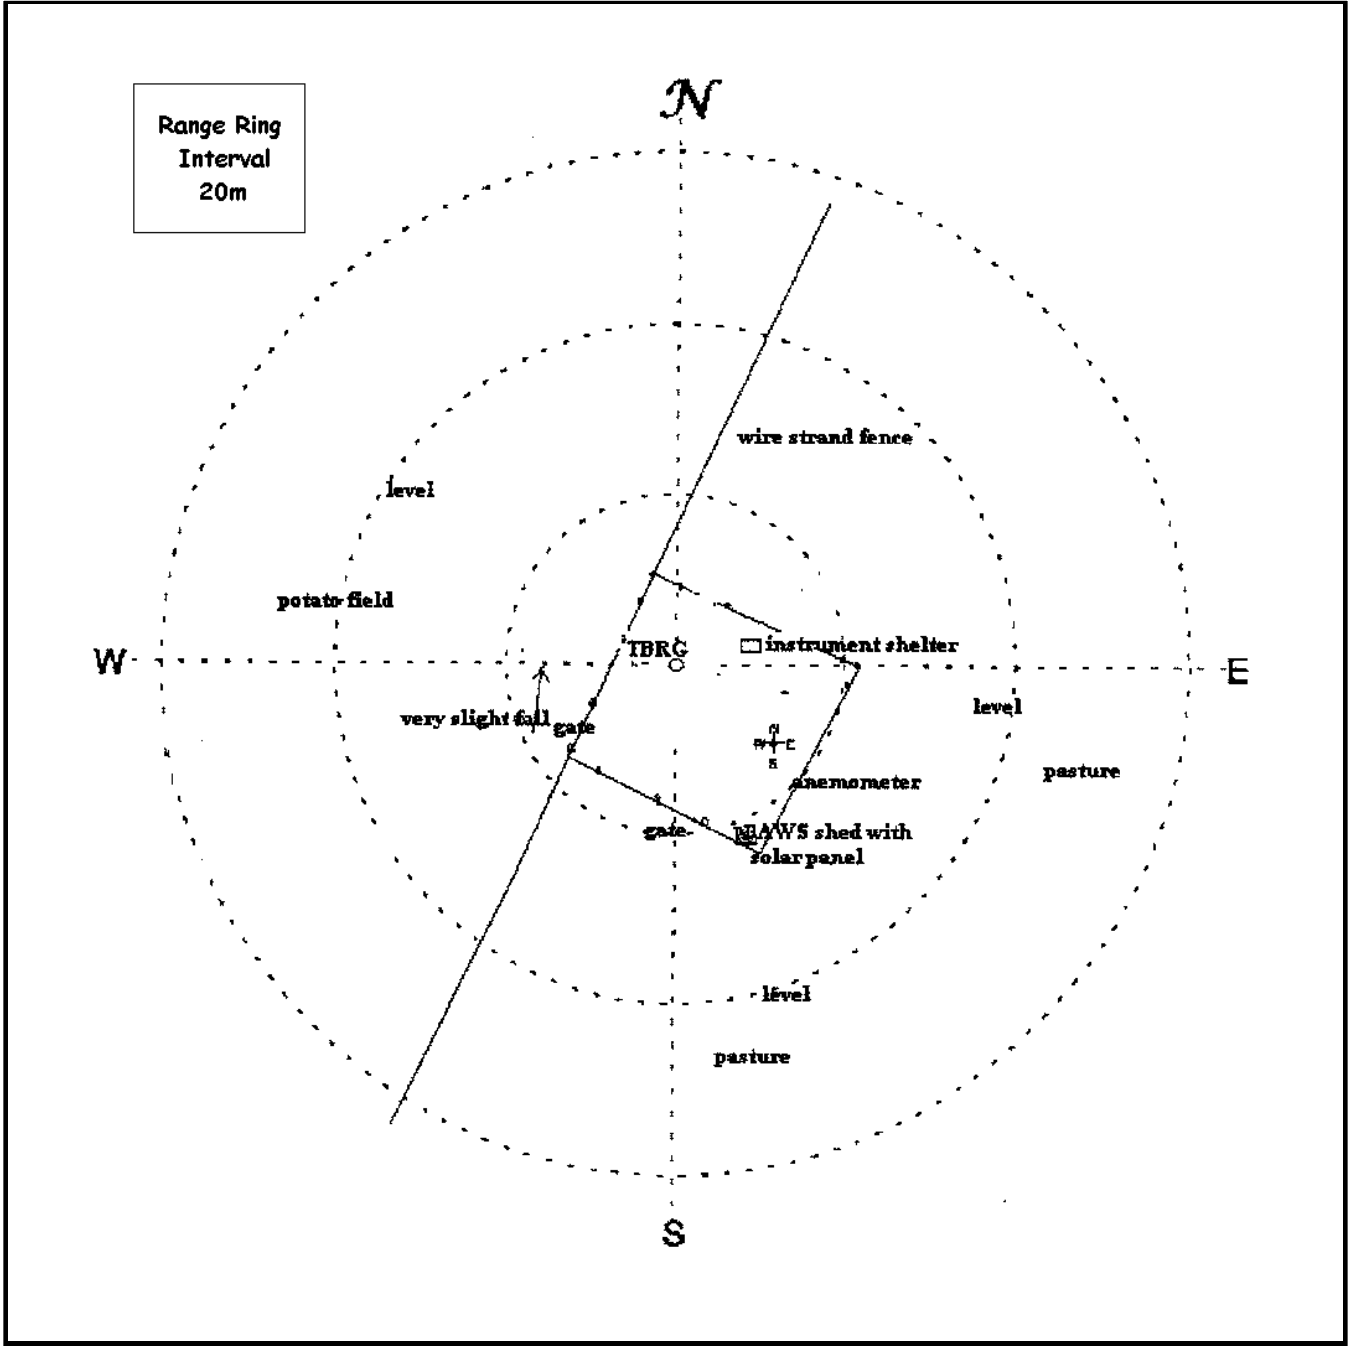 Range Ring
Interval
20m
N
wire strand fence
level
potato field
TBRG
instrument shelter
W
E
very slight fall
gate
level
N
W E
S
pasture
anemometer
gate
AWS shed with
solar panel
level
pasture
S